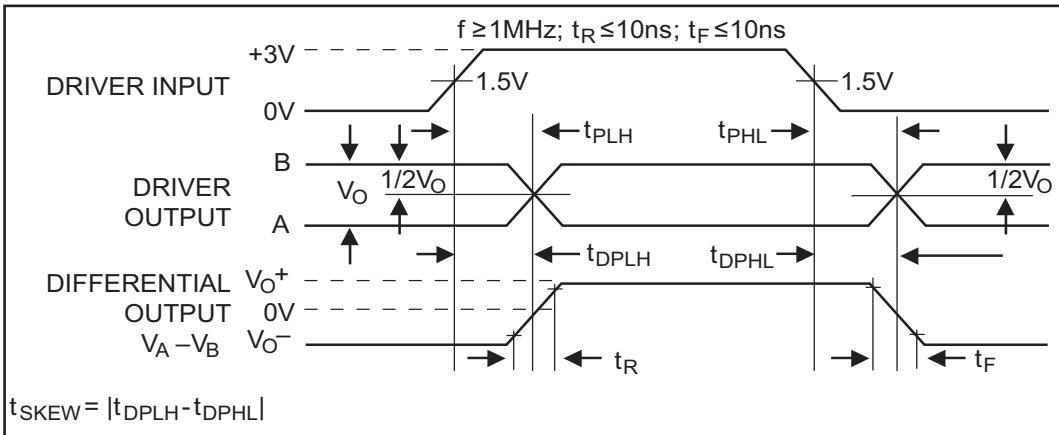 f ≥1MHz; tR ≤10ns; tF ≤10ns
+3V
DRIVER INPUT
1.5V
1.5V
0V
tPLH
tPHL
B
DRIVER
OUTPUT
VO
1/2VO
1/2VO
A
tDPLH
tDPHL
DIFFERENTIAL
OUTPUT
VA –VB
VO+
0V
VO–
tR
tF
tSKEW = |tDPLH - tDPHL|